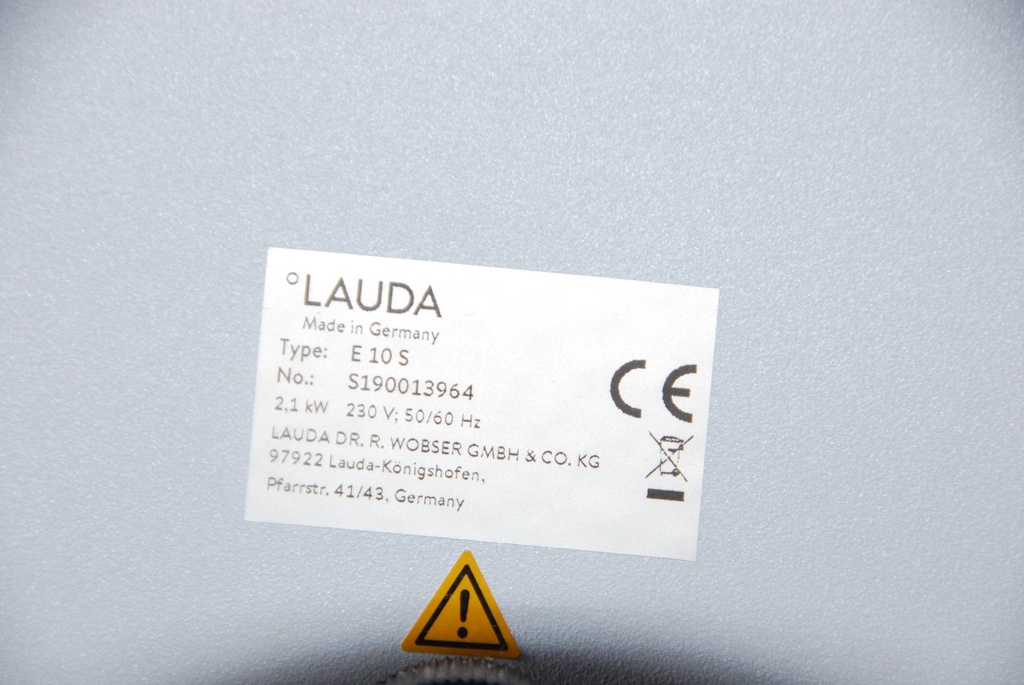 °LAUDA
Made in Germany
Type: E 10 S
No.: S190013964
2,1 kW 230 V; 50/60 Hz
LAUDA DR. R. WOBSER GMBH & CO. KG
97922 Lauda-Königshofen,
Pfarrstr. 41/43, Germany
CE